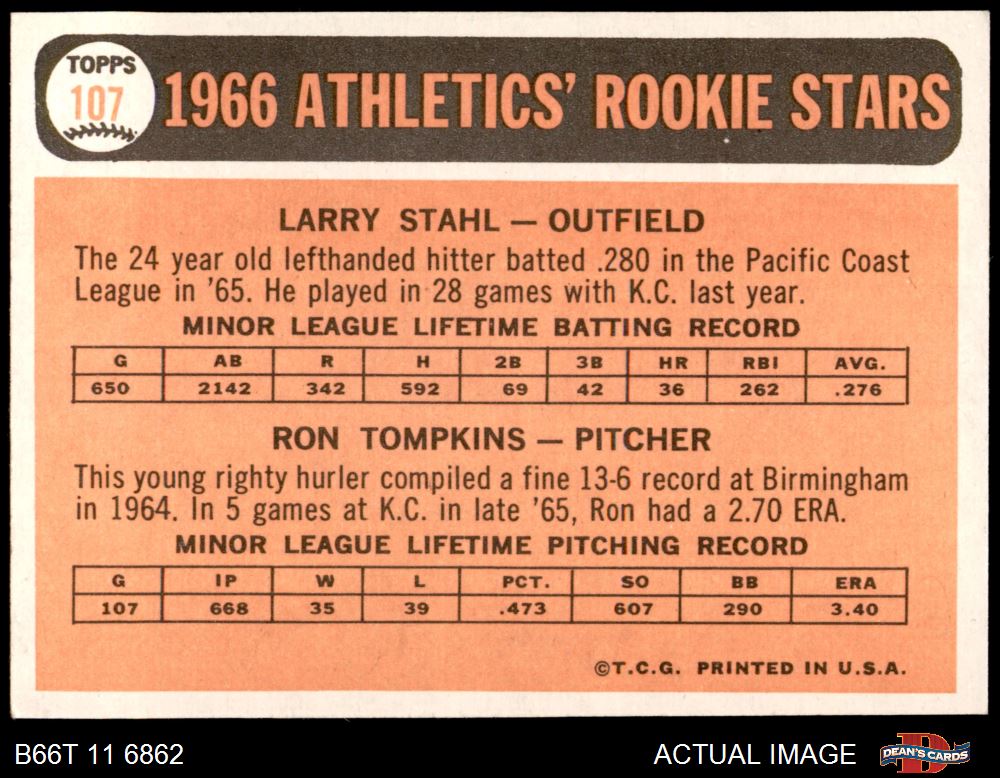 TOPPS
107
1966 ATHLETICS' ROOKIE STARS
LARRY STAHL — OUTFIELD
The 24 year old lefthanded hitter batted .280 in the Pacific Coast
League in '65. He played in 28 games with K.C. last year.
MINOR LEAGUE LIFETIME BATTING RECORD
G AB R H 2B 3B HR RBI AVG.
650 2142 342 592 69 42 36 262 .276
RON TOMPKINS — PITCHER
This young righty hurler compiled a fine 13-6 record at Birmingham
in 1964. In 5 games at K.C. in late '65, Ron had a 2.70 ERA.
MINOR LEAGUE LIFETIME PITCHING RECORD
G IP W L PCT. SO BB ERA
107 668 35 39 .473 607 290 3.40
©T.C.G. PRINTED IN U.S.A.
B66T 11 6862 ACTUAL IMAGE DEAN'S CARDS